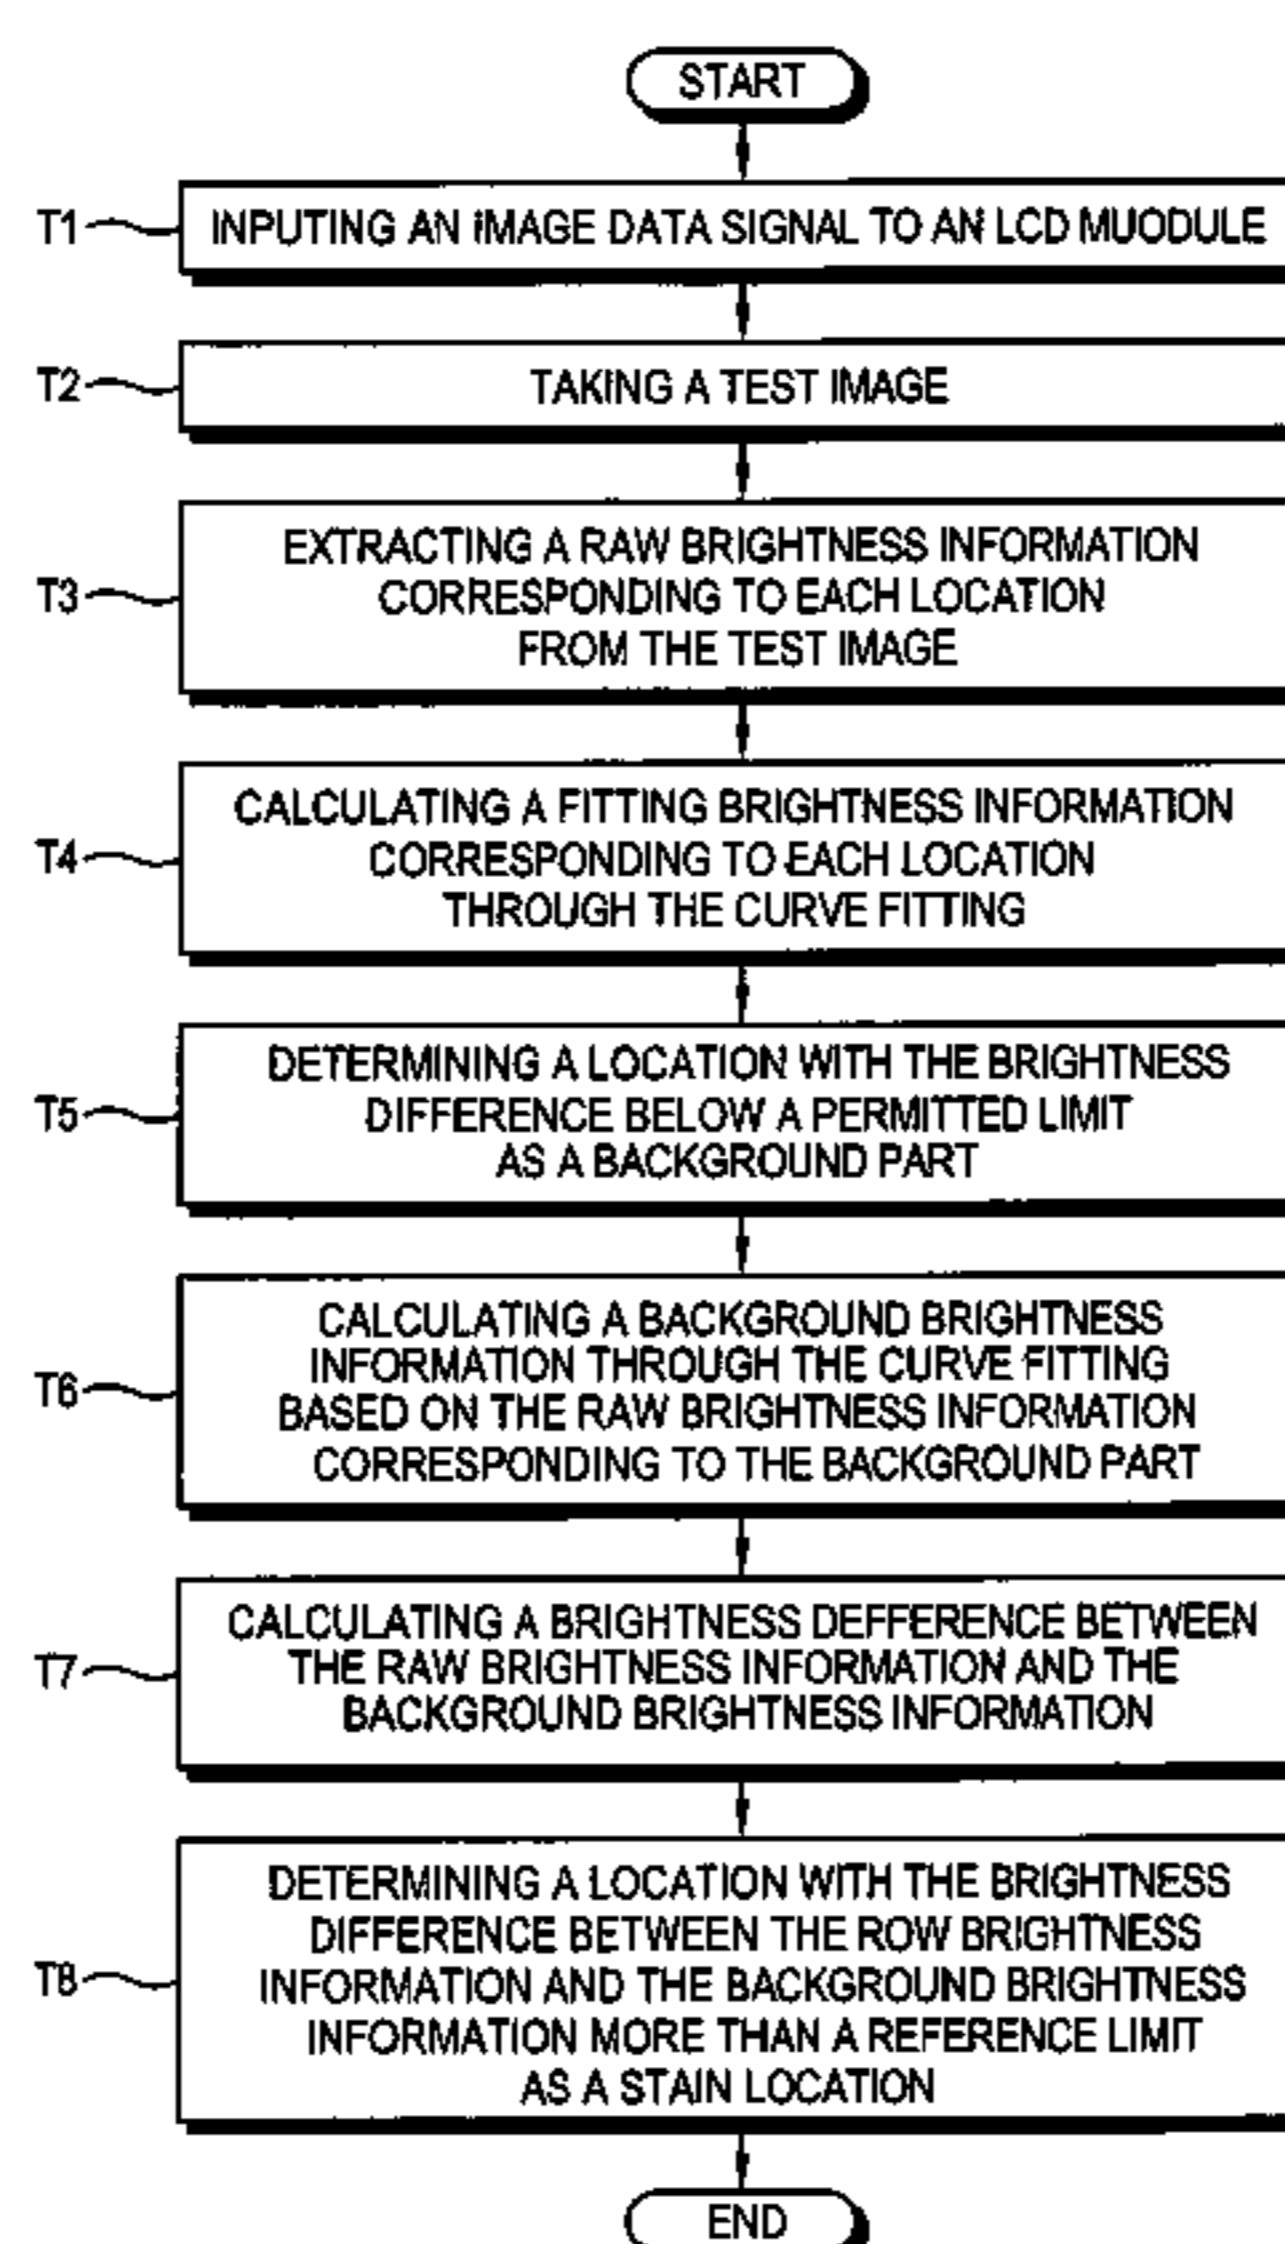 START
T1
INPUTING AN IMAGE DATA SIGNAL TO AN LCD MUODULE
T2
TAKING A TEST IMAGE
T3
EXTRACTING A RAW BRIGHTNESS INFORMATION
CORRESPONDING TO EACH LOCATION
FROM THE TEST IMAGE
T4
CALCULATING A FITTING BRIGHTNESS INFORMATION
CORRESPONDING TO EACH LOCATION
THROUGH THE CURVE FITTING
T5
DETERMINING A LOCATION WITH THE BRIGHTNESS
DIFFERENCE BELOW A PERMITTED LIMIT
AS A BACKGROUND PART
T6
CALCULATING A BACKGROUND BRIGHTNESS
INFORMATION THROUGH THE CURVE FITTING
BASED ON THE RAW BRIGHTNESS INFORMATION
CORRESPONDING TO THE BACKGROUND PART
T7
CALCULATING A BRIGHTNESS DEFFERENCE BETWEEN
THE RAW BRIGHTNESS INFORMATION AND THE
BACKGROUND BRIGHTNESS INFORMATION
T8
DETERMINING A LOCATION WITH THE BRIGHTNESS
DIFFERENCE BETWEEN THE ROW BRIGHTNESS
INFORMATION AND THE BACKGROUND BRIGHTNESS
INFORMATION MORE THAN A REFERENCE LIMIT
AS A STAIN LOCATION
END